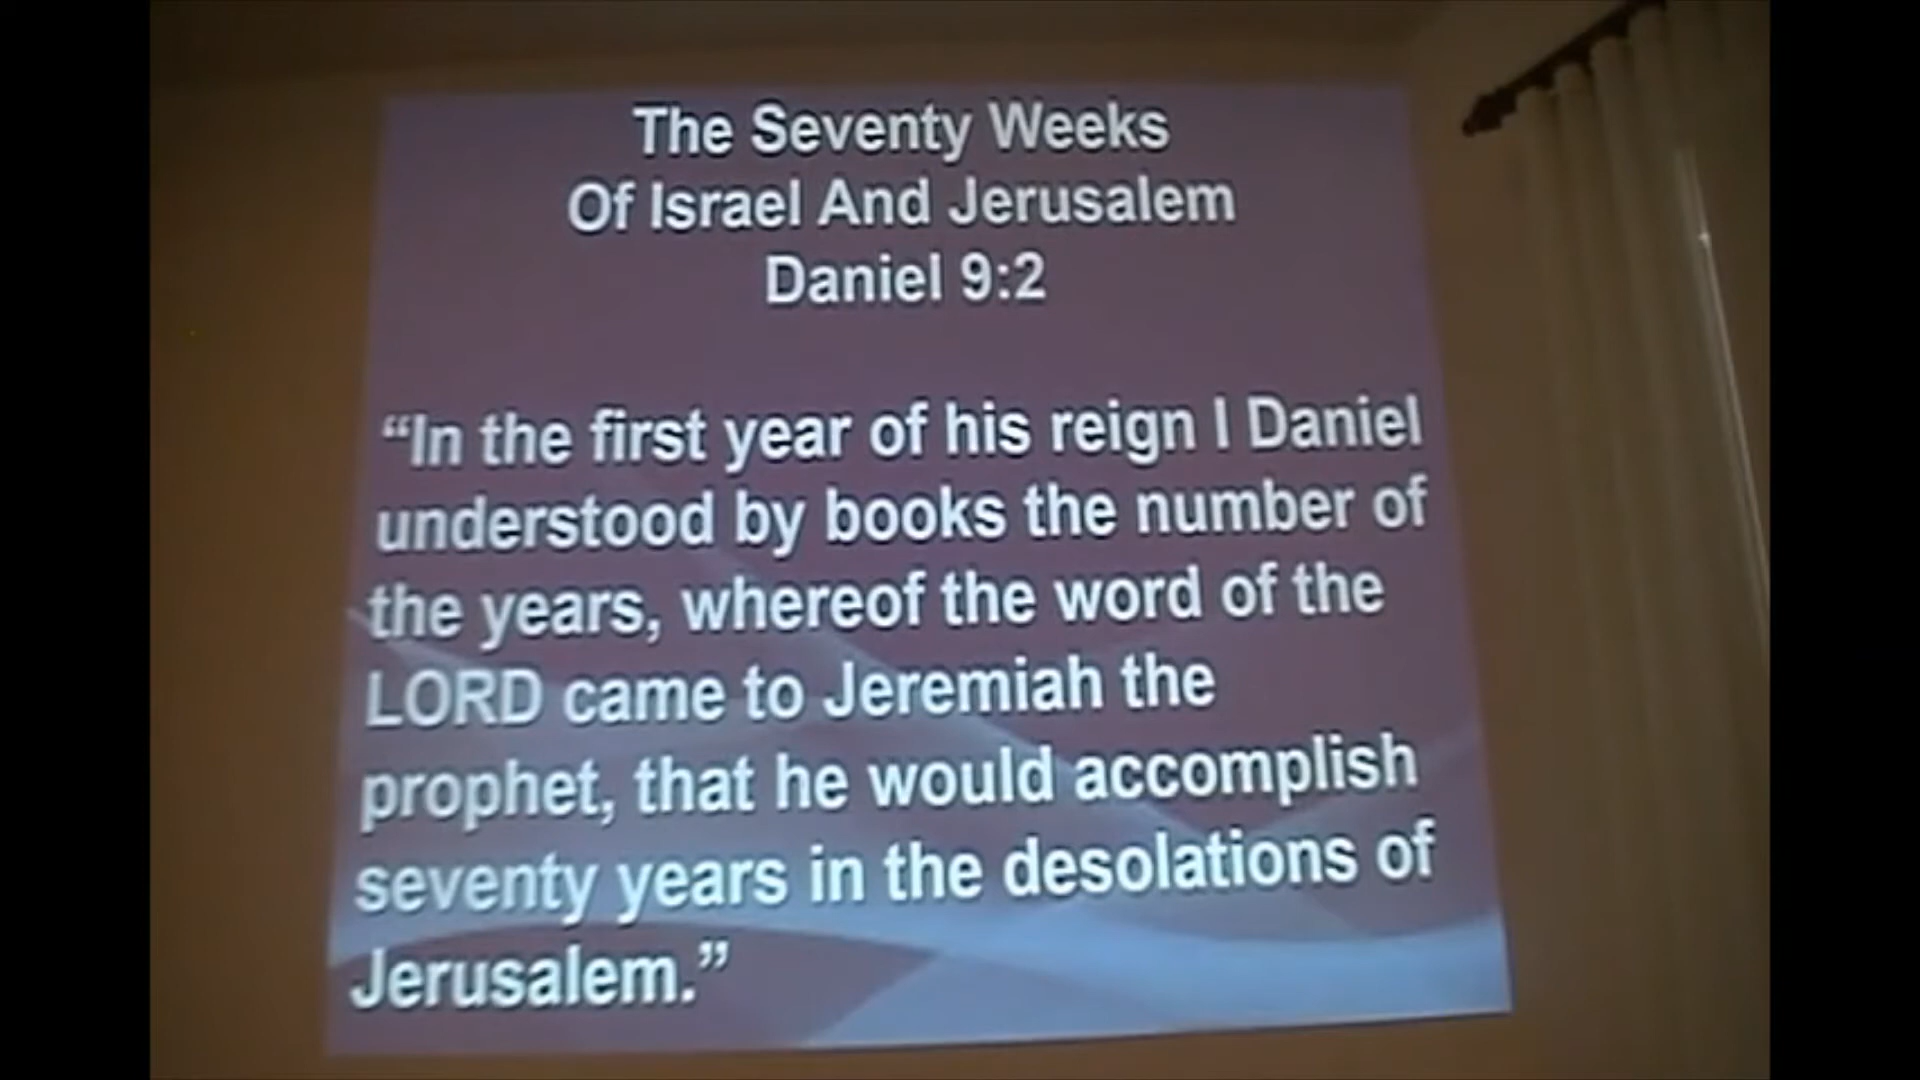 The Seventy Weeks
Of Israel And Jerusalem
Daniel 9:2
“In the first year of his reign I Daniel
understood by books the number of
the years, whereof the word of the
LORD came to Jeremiah the
prophet, that he would accomplish
seventy years in the desolations of
Jerusalem.”